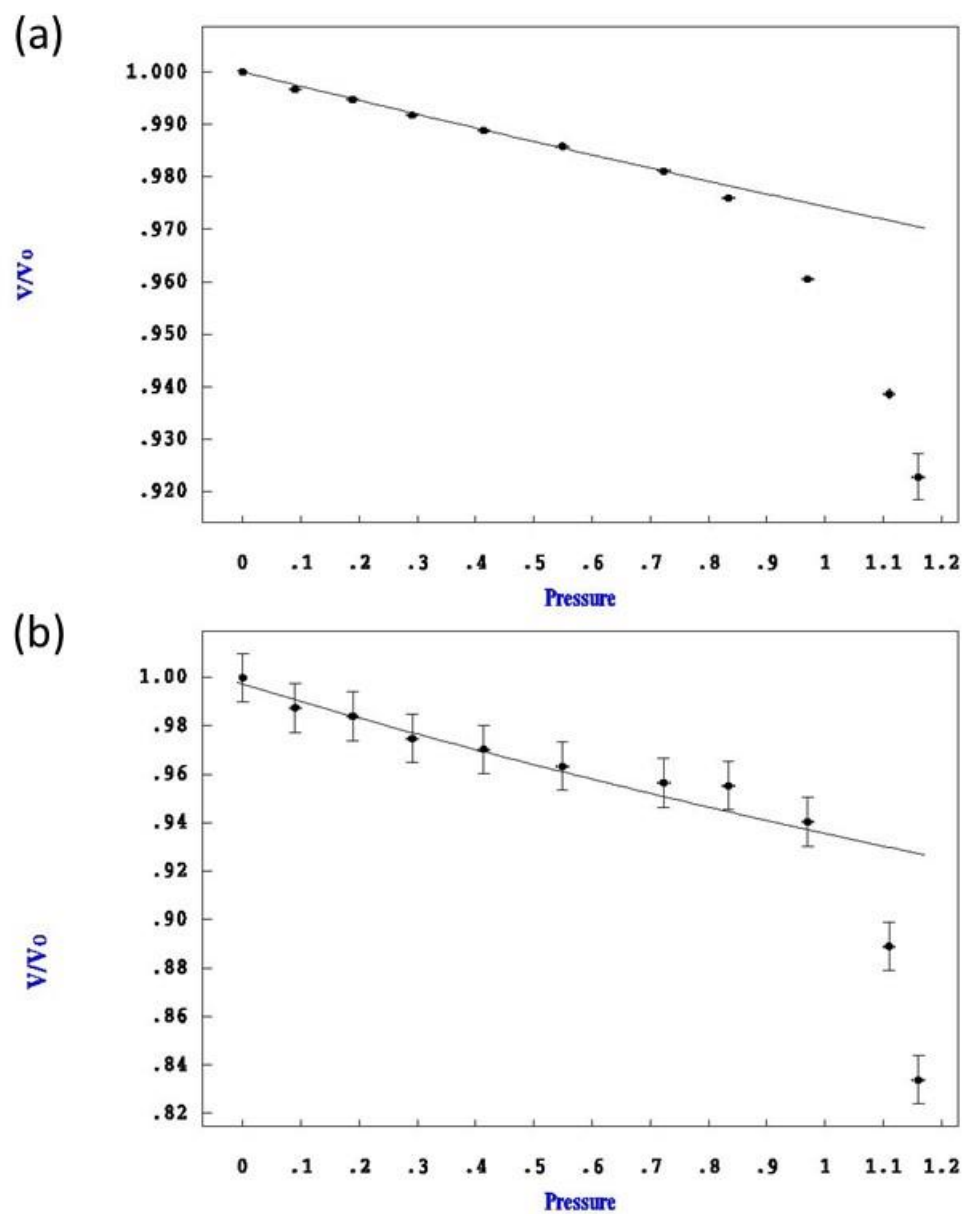 (a)
1.000
.990
.980
.970
.960
.950
.940
.930
.920
V/Vo
0 .1 .2 .3 .4 .5 .6 .7 .8 .9 1 1.1 1.2
Pressure
(b)
1.00
.98
.96
.94
.92
.90
.88
.86
.84
.82
V/Vo
0 .1 .2 .3 .4 .5 .6 .7 .8 .9 1 1.1 1.2
Pressure